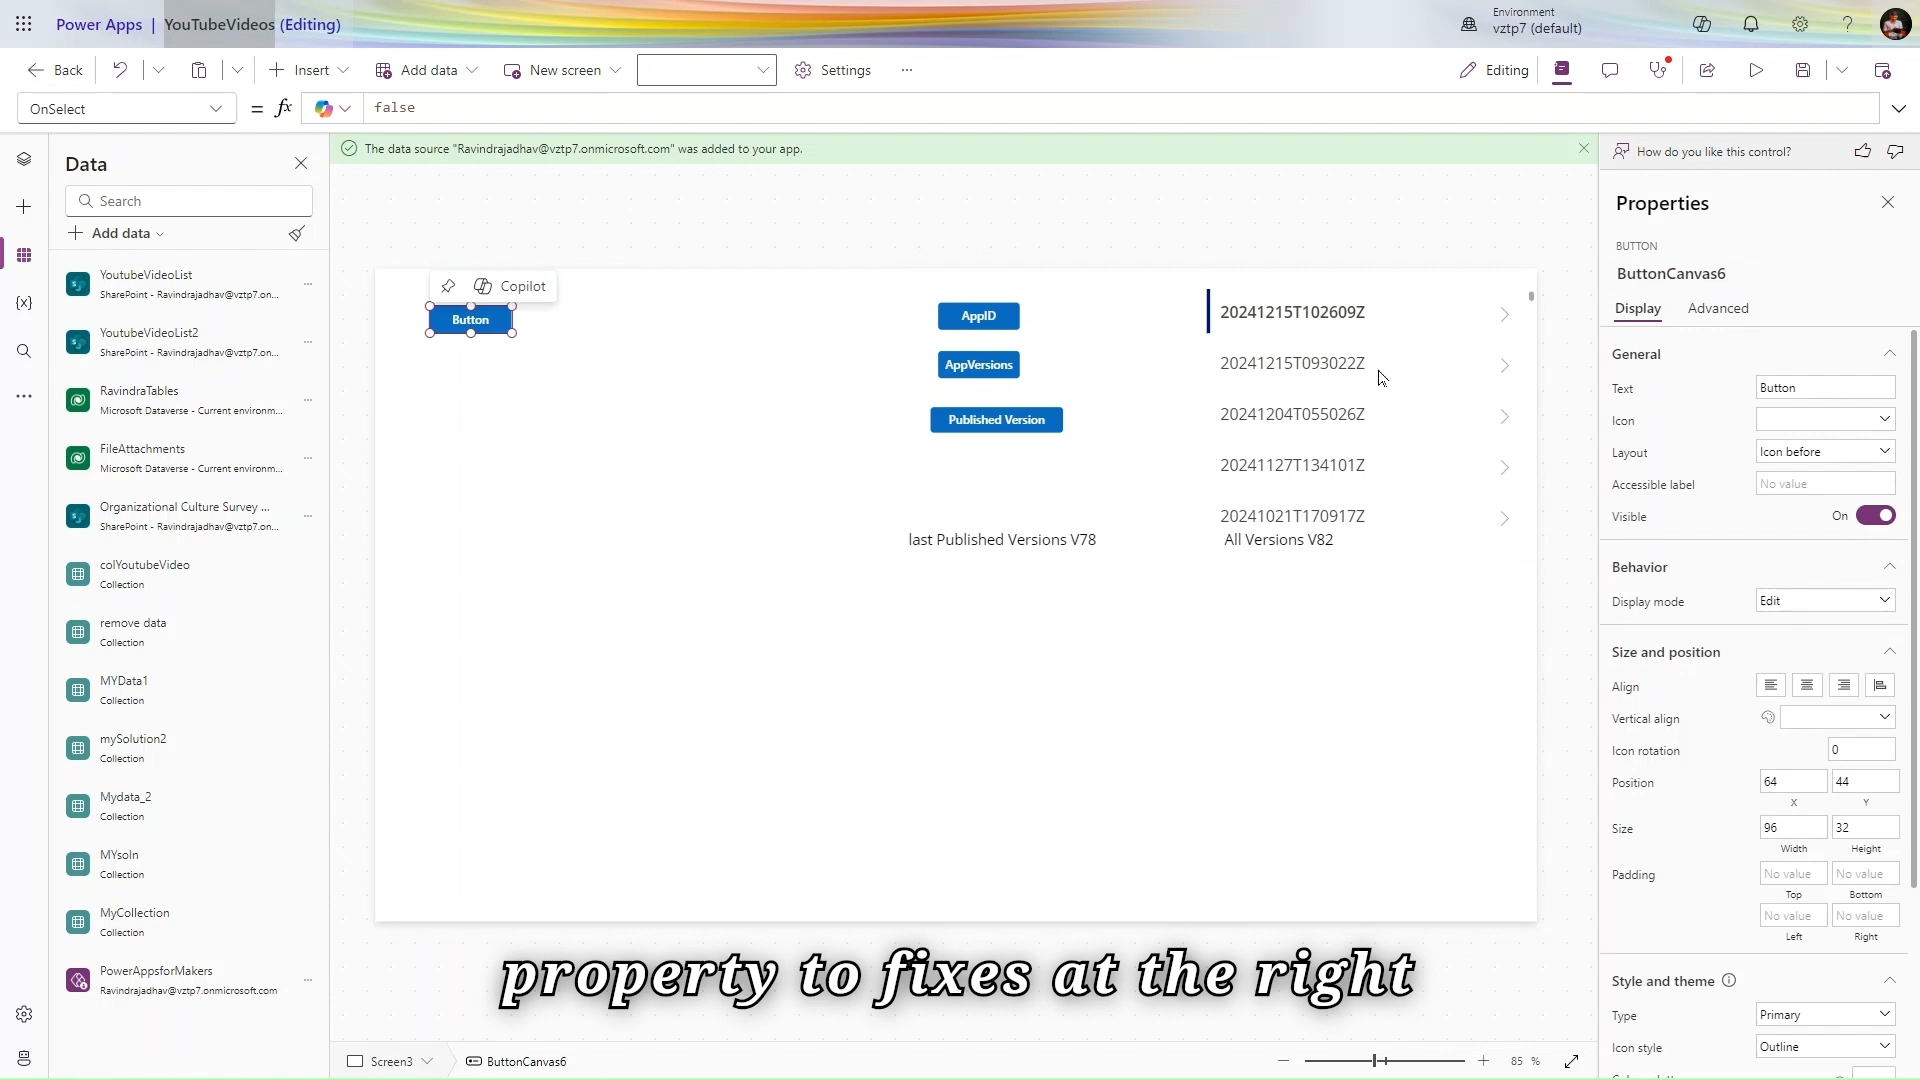 Power Apps | YouTubeVideos (Editing)
Environment
vztp7 (default)
Back
Insert
Add data
New screen
Settings
Editing
OnSelect
= fx
false
Data
Search
Add data
YoutubeVideoList
SharePoint - Ravindrajadhav@vztp7.on...
YoutubeVideoList2
SharePoint - Ravindrajadhav@vztp7.on...
RavindraTables
Microsoft Dataverse - Current environm...
FileAttachments
Microsoft Dataverse - Current environm...
Organizational Culture Survey ...
SharePoint - Ravindrajadhav@vztp7.on...
colYoutubeVideo
Collection
remove data
Collection
MYData1
Collection
mySolution2
Collection
Mydata_2
Collection
MYsoln
Collection
MyCollection
Collection
PowerAppsforMakers
Ravindrajadhav@vztp7.onmicrosoft.com
The data source "Ravindrajadhav@vztp7.onmicrosoft.com" was added to your app.
Copilot
Button
AppID
AppVersions
Published Version
20241215T102609Z
20241215T093022Z
20241204T055026Z
20241127T134101Z
20241021T170917Z
last Published Versions V78
All Versions V82
property to fixes at the right
Screen3
ButtonCanvas6
85 %
How do you like this control?
Properties
BUTTON
ButtonCanvas6
Display
Advanced
General
Text
Button
Icon
Layout
Icon before
Accessible label
No value
Visible
On
Behavior
Display mode
Edit
Size and position
Align
Vertical align
Icon rotation
0
Position
64
44
X
Y
Size
96
32
Width
Height
Padding
No value
No value
Top
Bottom
No value
No value
Left
Right
Style and theme
Type
Primary
Icon style
Outline